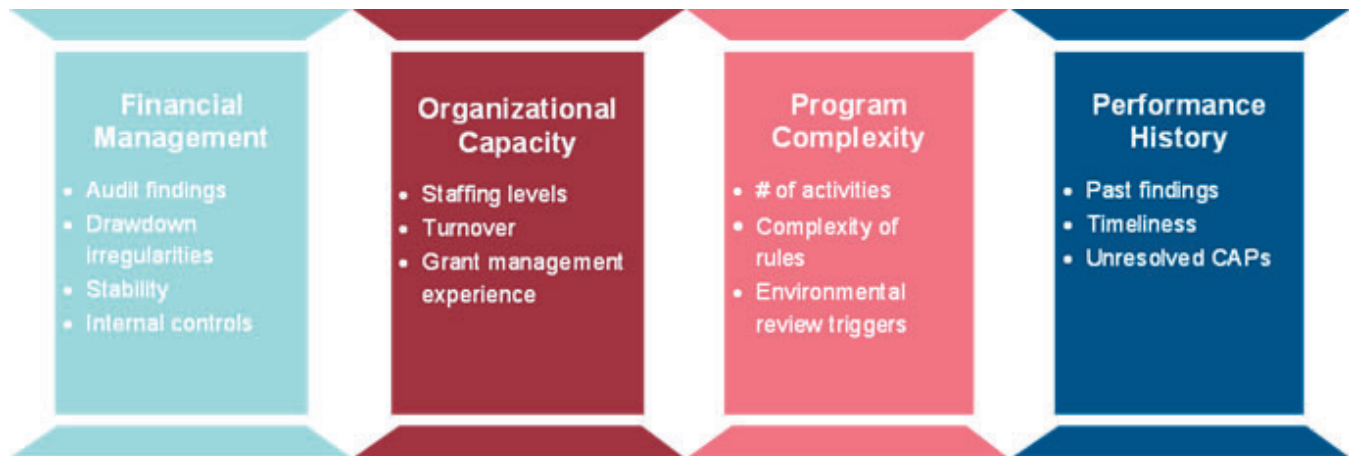 Financial
Management
• Audit findings
• Drawdown
irregularities
• Stability
• Internal controls
Organizational
Capacity
• Staffing levels
• Turnover
• Grant management
experience
Program
Complexity
• # of activities
• Complexity of
rules
• Environmental
review triggers
Performance
History
• Past findings
• Timeliness
• Unresolved CAPs